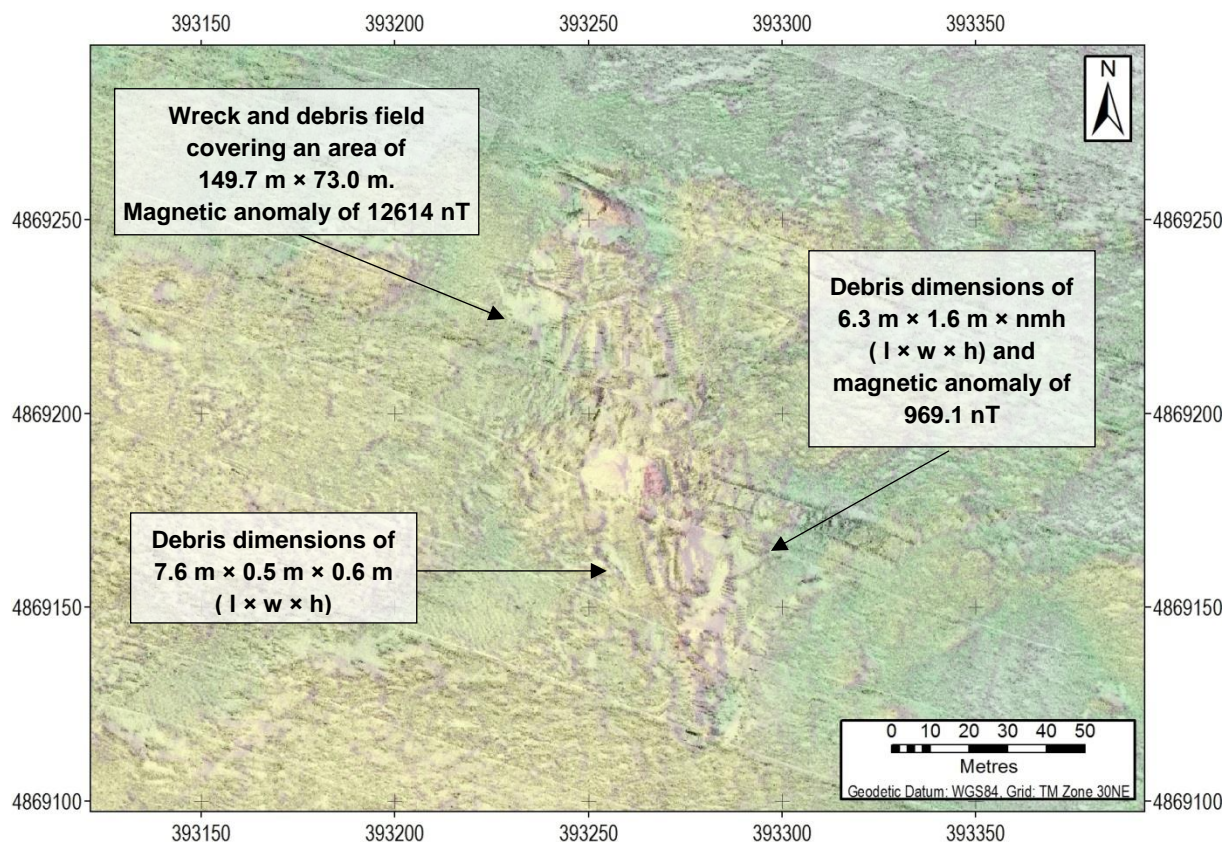 393150 393200 393250 393300 393350
N
Wreck and debris field
covering an area of
149.7 m × 73.0 m.
Magnetic anomaly of 12614 nT
4869250 4869250
Debris dimensions of
6.3 m × 1.6 m × nmh
( l × w × h) and
magnetic anomaly of
969.1 nT
4869200 4869200
Debris dimensions of
7.6 m × 0.5 m × 0.6 m
( l × w × h)
4869150 4869150
0 10 20 30 40 50
Metres
Geodetic Datum: WGS84, Grid: TM Zone 30NE
4869100 4869100
393150 393200 393250 393300 393350